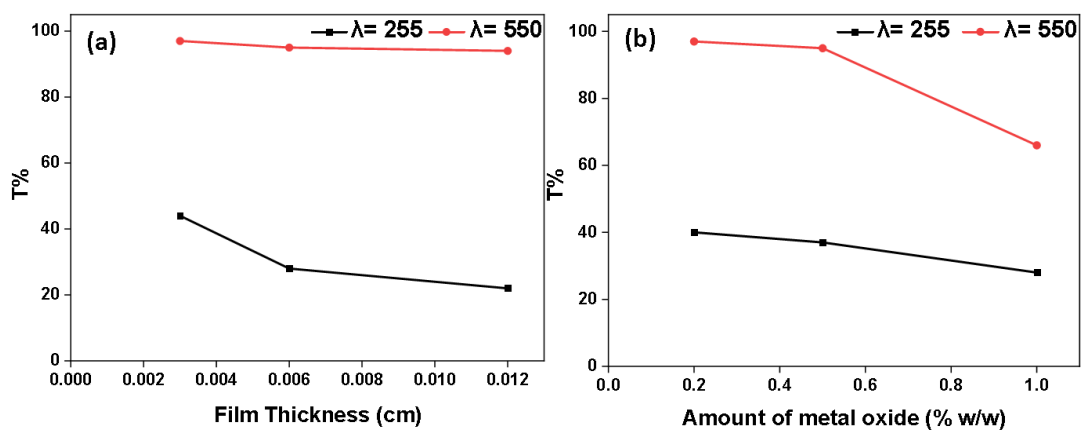 (a)
λ= 255 λ= 550
100
80
60
40
20
0
T%
0.000 0.002 0.004 0.006 0.008 0.010 0.012
Film Thickness (cm)
(b)
λ= 255 λ= 550
100
80
60
40
20
0
T%
0.0 0.2 0.4 0.6 0.8 1.0
Amount of metal oxide (% w/w)